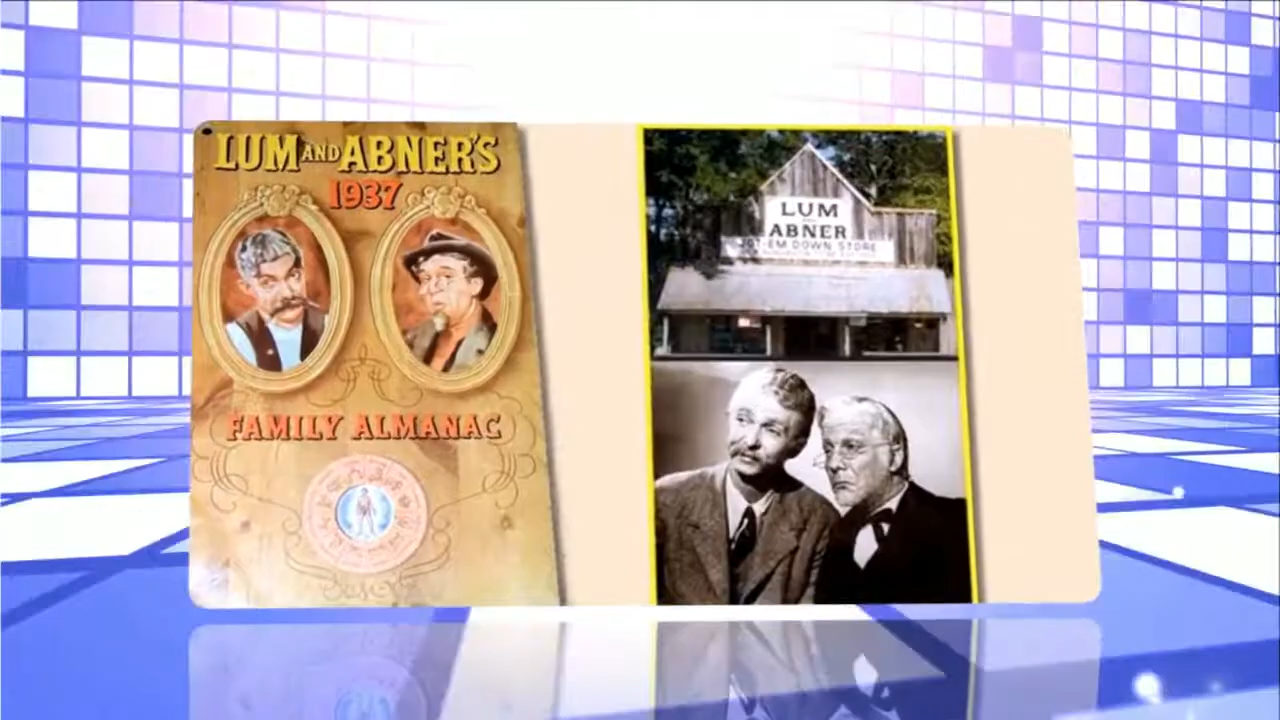 LUM AND ABNER'S
1937
FAMILY ALMANAC
LUM
AND
ABNER
JOT-EM DOWN STORE